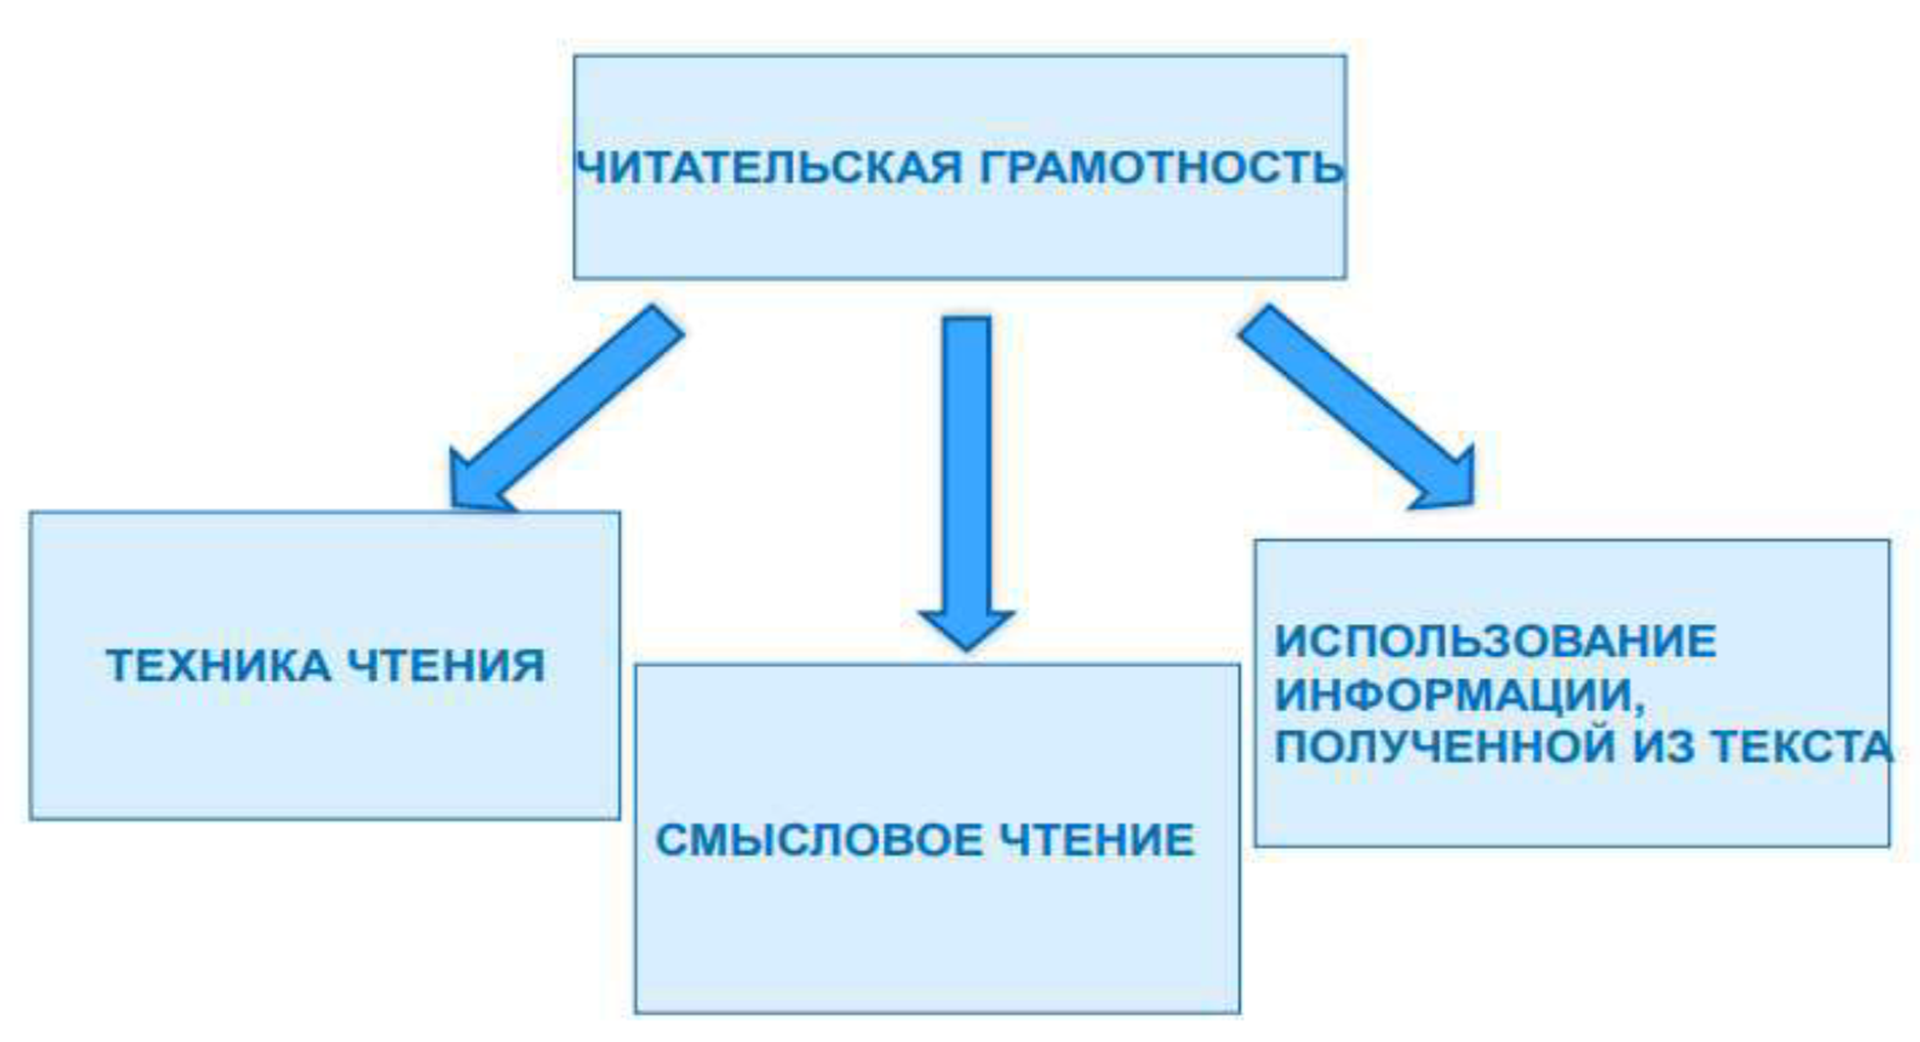 ЧИТАТЕЛЬСКАЯ ГРАМОТНОСТЬ
ТЕХНИКА ЧТЕНИЯ
СМЫСЛОВОЕ ЧТЕНИЕ
ИСПОЛЬЗОВАНИЕ
ИНФОРМАЦИИ,
ПОЛУЧЕННОЙ ИЗ ТЕКСТА